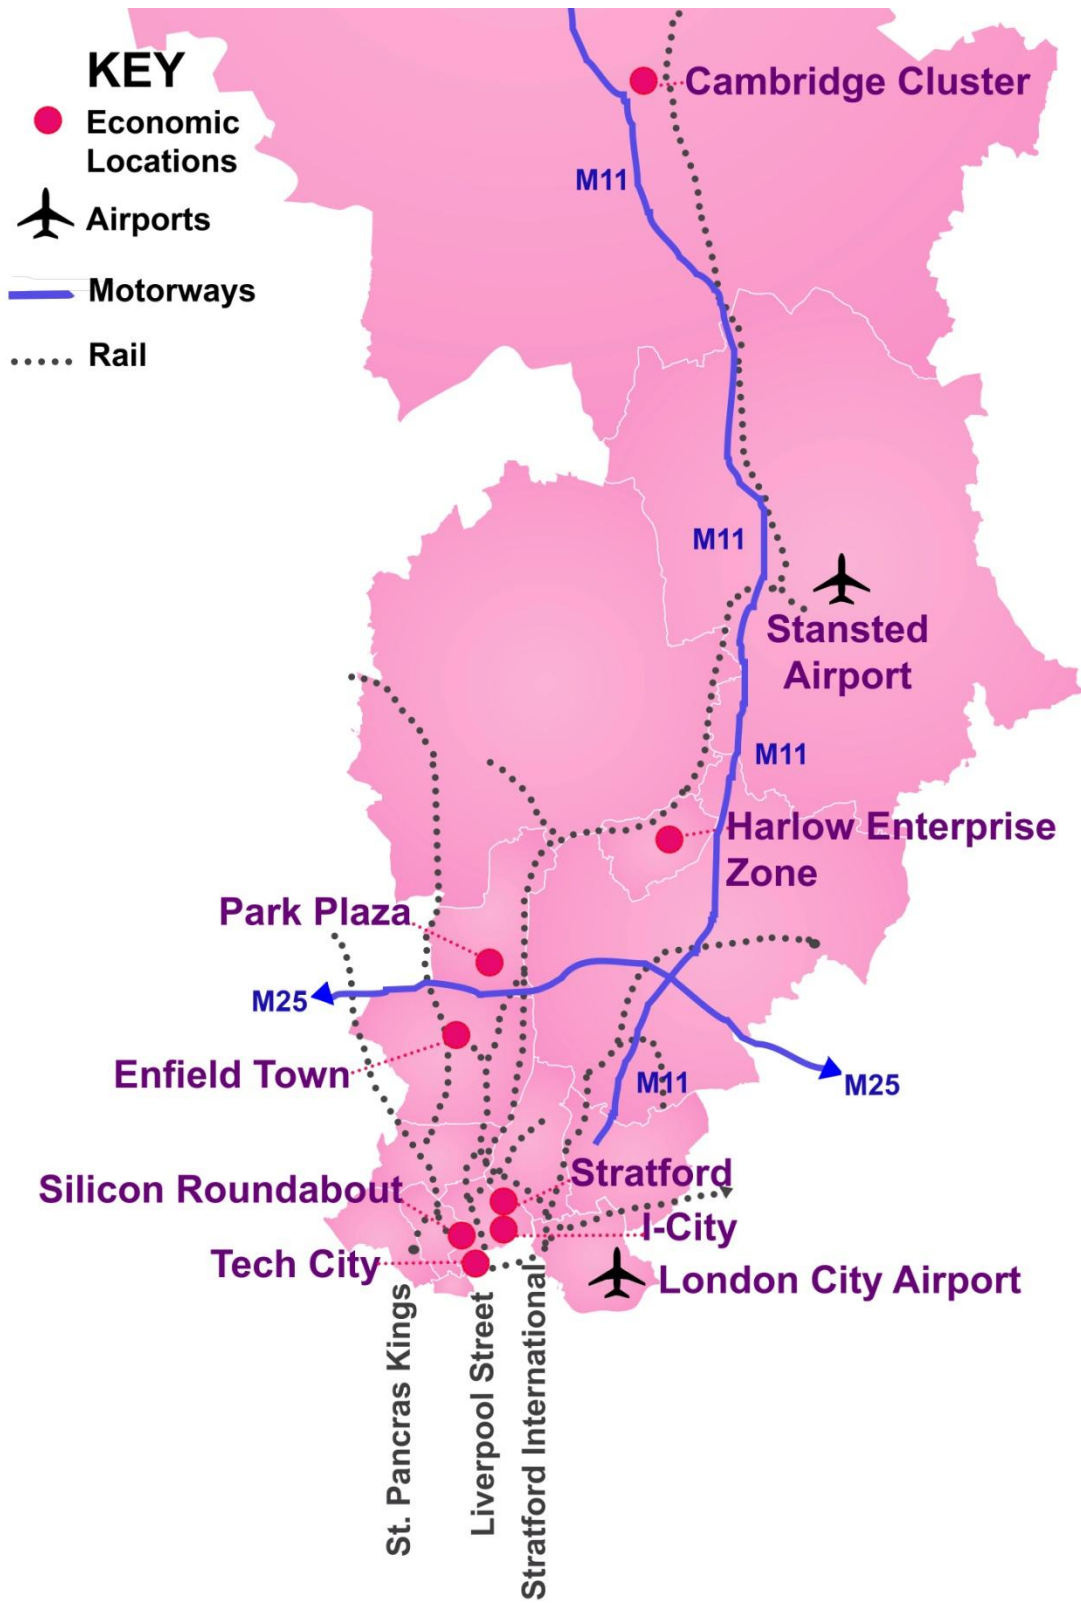 KEY
Economic
Locations
Airports
Motorways
Rail
Cambridge Cluster
M11
M11
Stansted
Airport
M11
Harlow Enterprise
Zone
Park Plaza
M25
Enfield Town
M11
M25
Silicon Roundabout
Stratford
I-City
Tech City
London City Airport
St. Pancras Kings
Liverpool Street
Stratford International